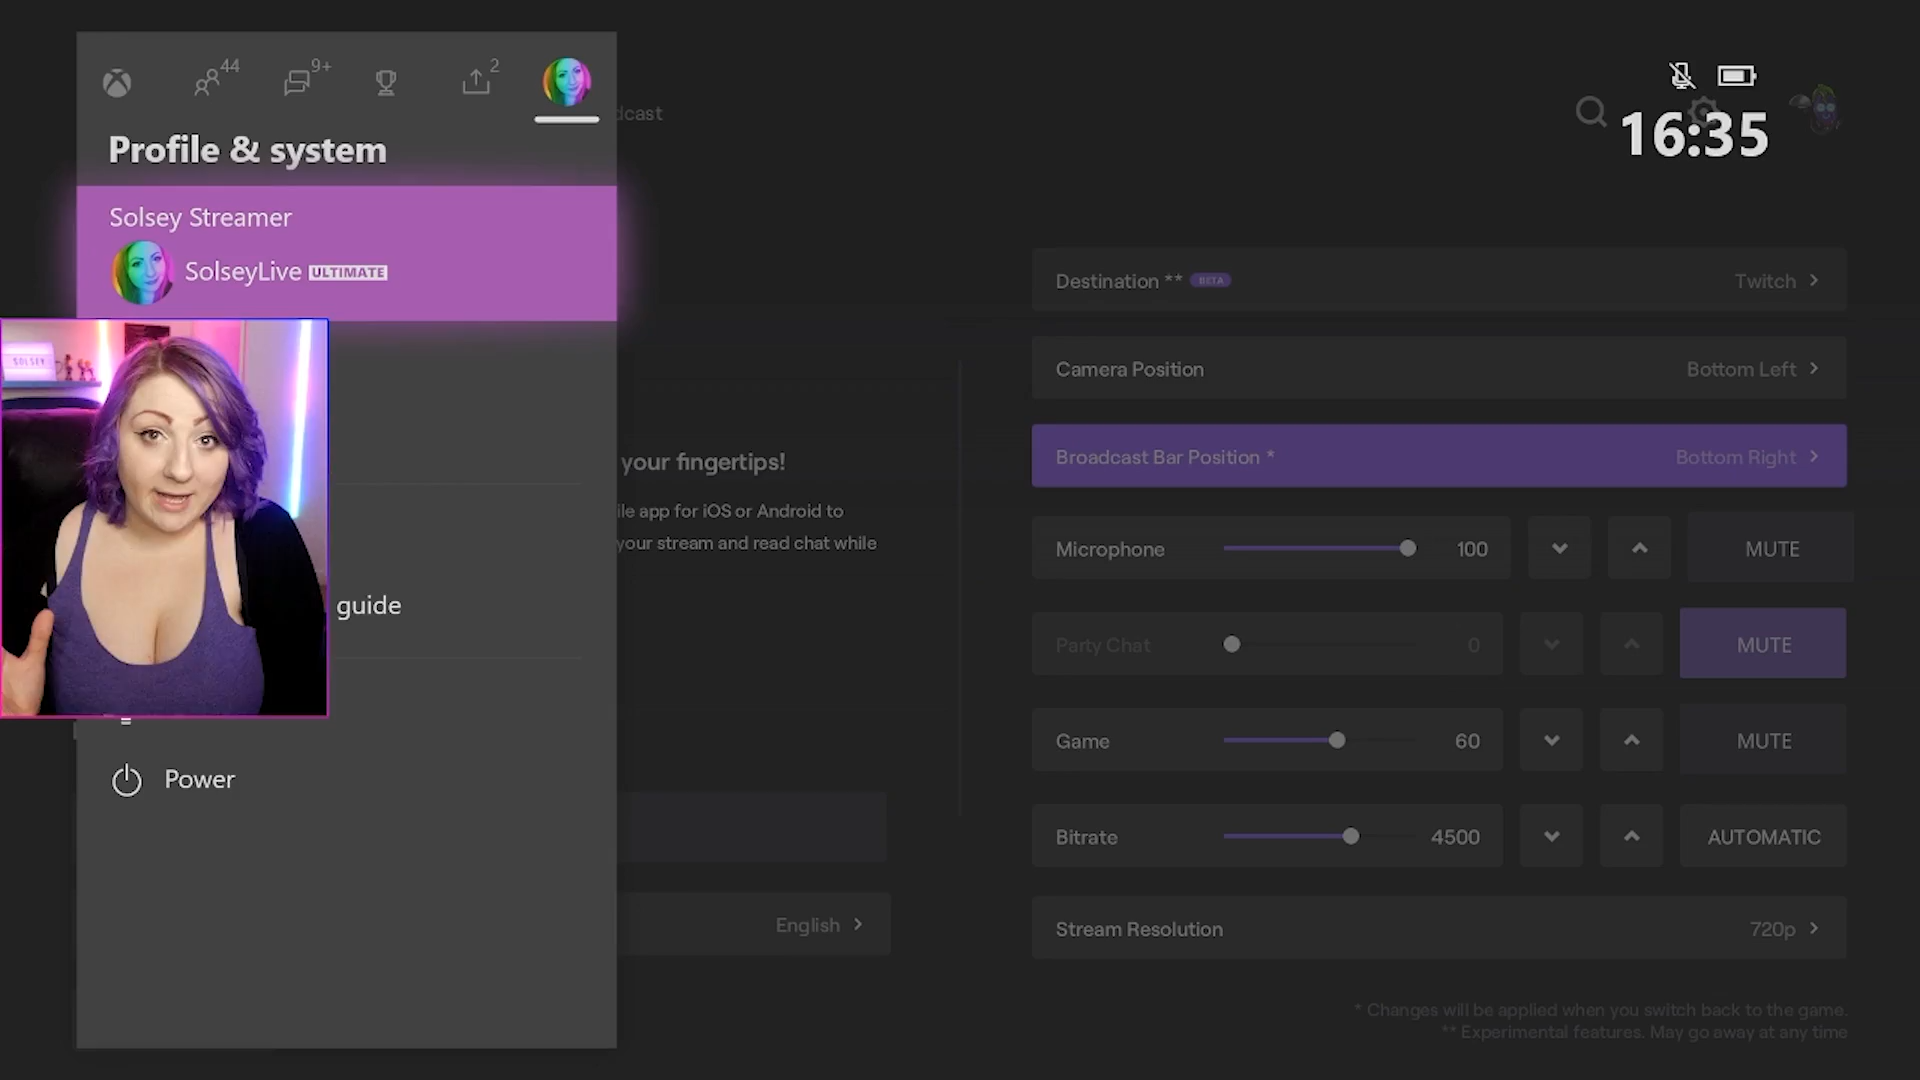 44
9+
2
Profile & system
Solsey Streamer
SolseyLive ULTIMATE
SOLSEY
guide
Power
dcast
16:35
your fingertips!
ile app for iOS or Android to
your stream and read chat while
English
Destination ** BETA
Twitch
Camera Position
Bottom Left
Broadcast Bar Position *
Bottom Right
Microphone
100
MUTE
Party Chat
0
MUTE
Game
60
MUTE
Bitrate
4500
AUTOMATIC
Stream Resolution
720p
* Changes will be applied when you switch back to the game.
** Experimental features. May go away at any time